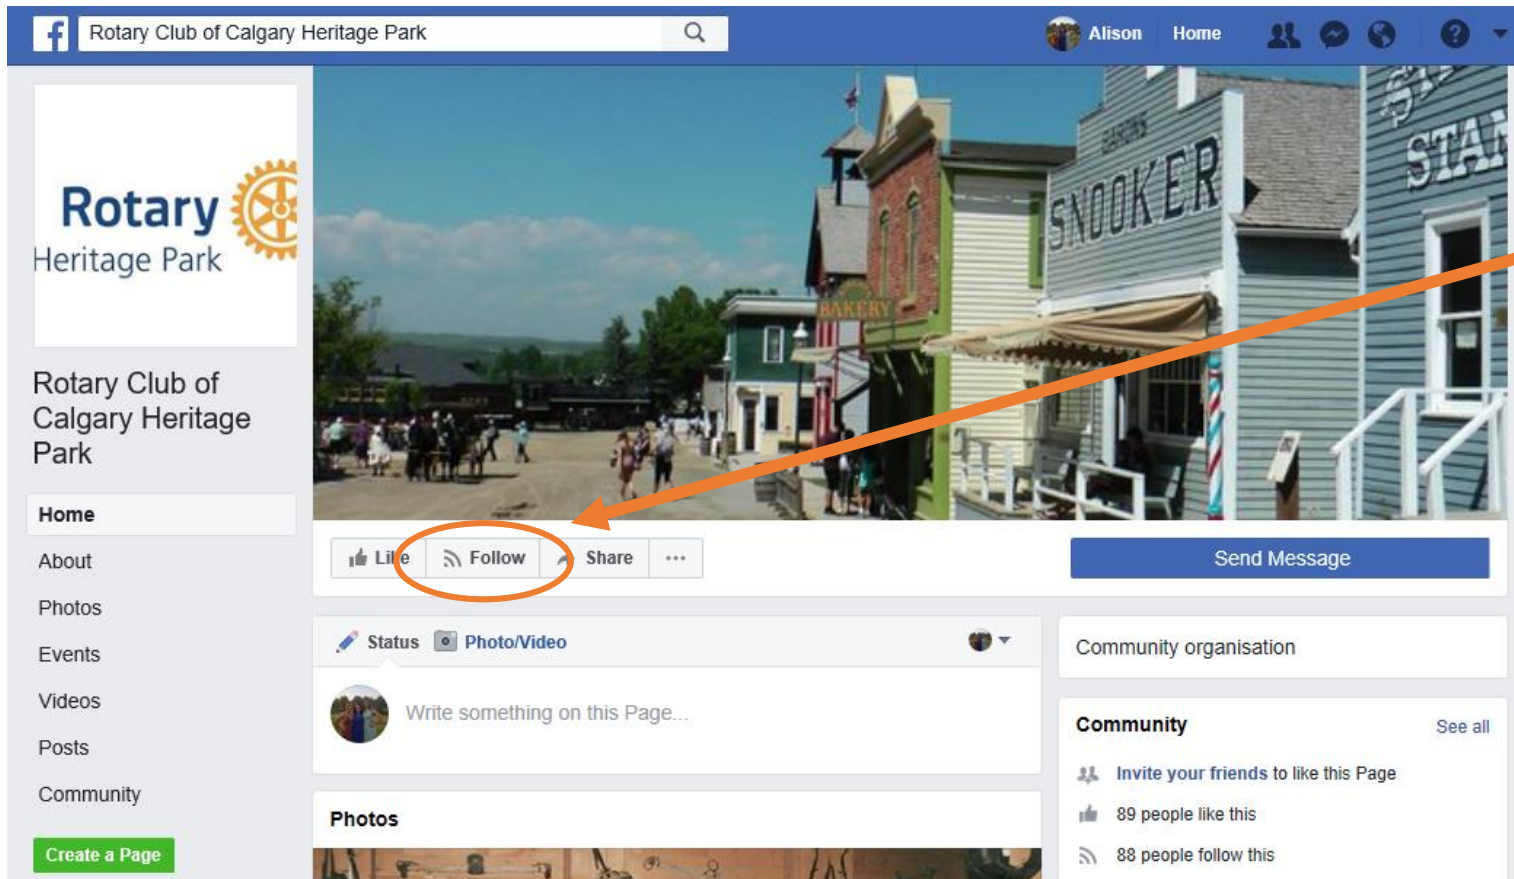 Rotary Club of Calgary Heritage Park
Alison
Home
Rotary
Heritage Park
BARONS
SNOOKER
STAN
BAKERY
Rotary Club of
Calgary Heritage
Park
Home
About
Photos
Events
Videos
Posts
Community
Create a Page
Like
Follow
Share
Send Message
Status
Photo/Video
Write something on this Page...
Photos
Community organisation
Community
See all
Invite your friends to like this Page
89 people like this
88 people follow this